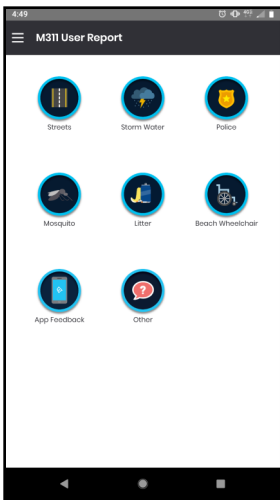 4:49
M311 User Report
Streets
Storm Water
Police
Mosquito
Litter
Beach Wheelchair
App Feedback
Other
?